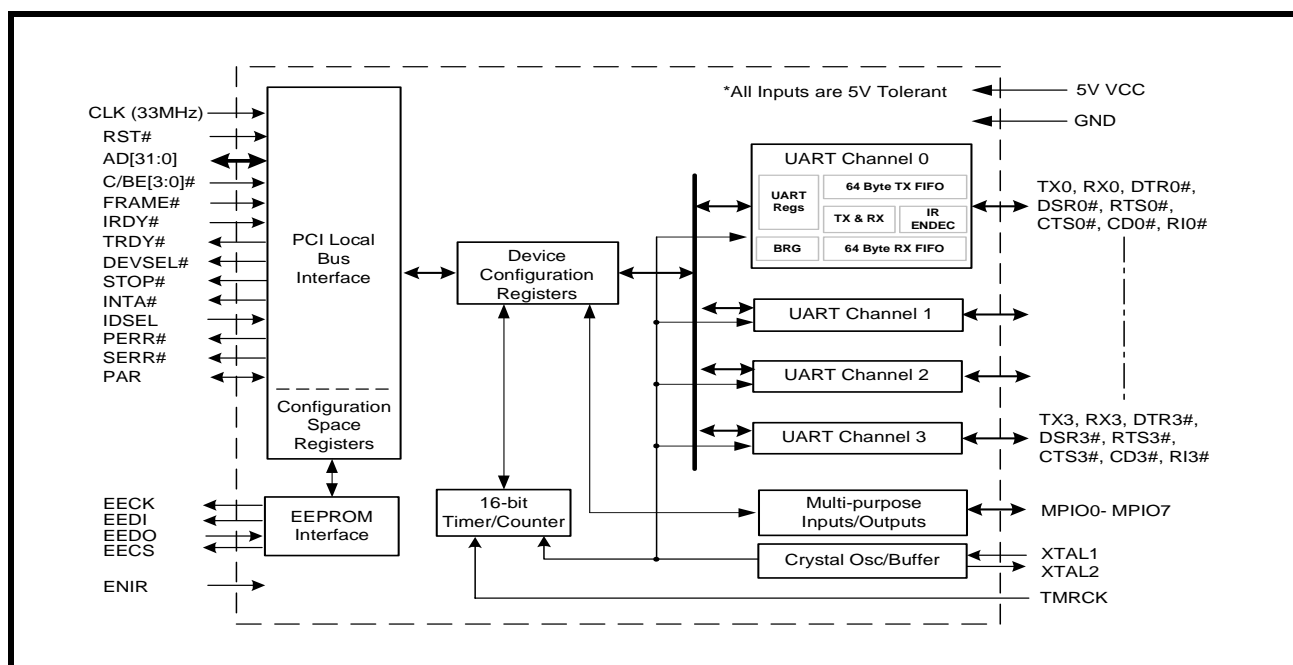 CLK (33MHz)
RST#
AD[31:0]
C/BE[3:0]#
FRAME#
IRDY#
TRDY#
DEVSEL#
STOP#
INTA#
IDSEL
PERR#
SERR#
PAR
EECK
EEDI
EEDO
EECS
ENIR
PCI Local
Bus
Interface
Configuration
Space
Registers
EEPROM
Interface
Device
Configuration
Registers
16-bit
Timer/Counter
*All Inputs are 5V Tolerant
UART Channel 0
UART
Regs
64 Byte TX FIFO
TX & RX
IR
ENDEC
BRG
64 Byte RX FIFO
UART Channel 1
UART Channel 2
UART Channel 3
Multi-purpose
Inputs/Outputs
Crystal Osc/Buffer
5V VCC
GND
TX0, RX0, DTR0#,
DSR0#, RTS0#,
CTS0#, CD0#, RI0#
TX3, RX3, DTR3#,
DSR3#, RTS3#,
CTS3#, CD3#, RI3#
MPIO0- MPIO7
XTAL1
XTAL2
TMRCK